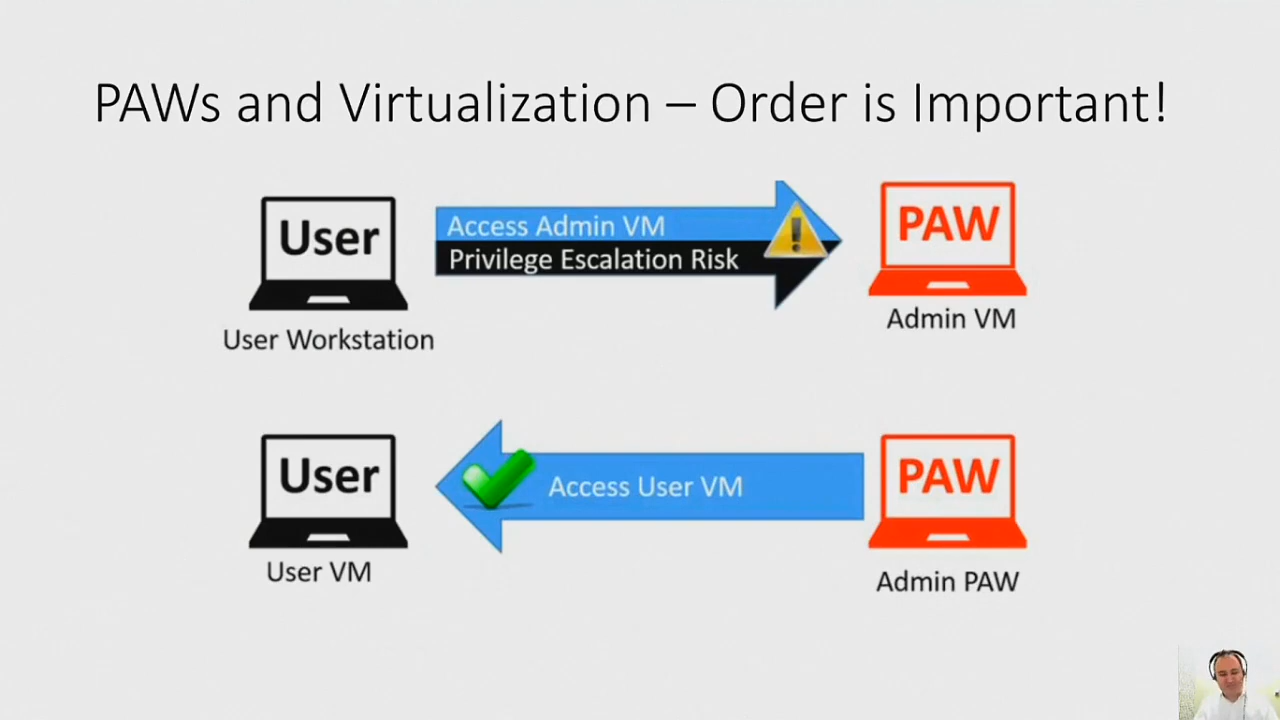 PAWs and Virtualization – Order is Important!
User
Access Admin VM
Privilege Escalation Risk
PAW
User Workstation
Admin VM
User
Access User VM
PAW
User VM
Admin PAW